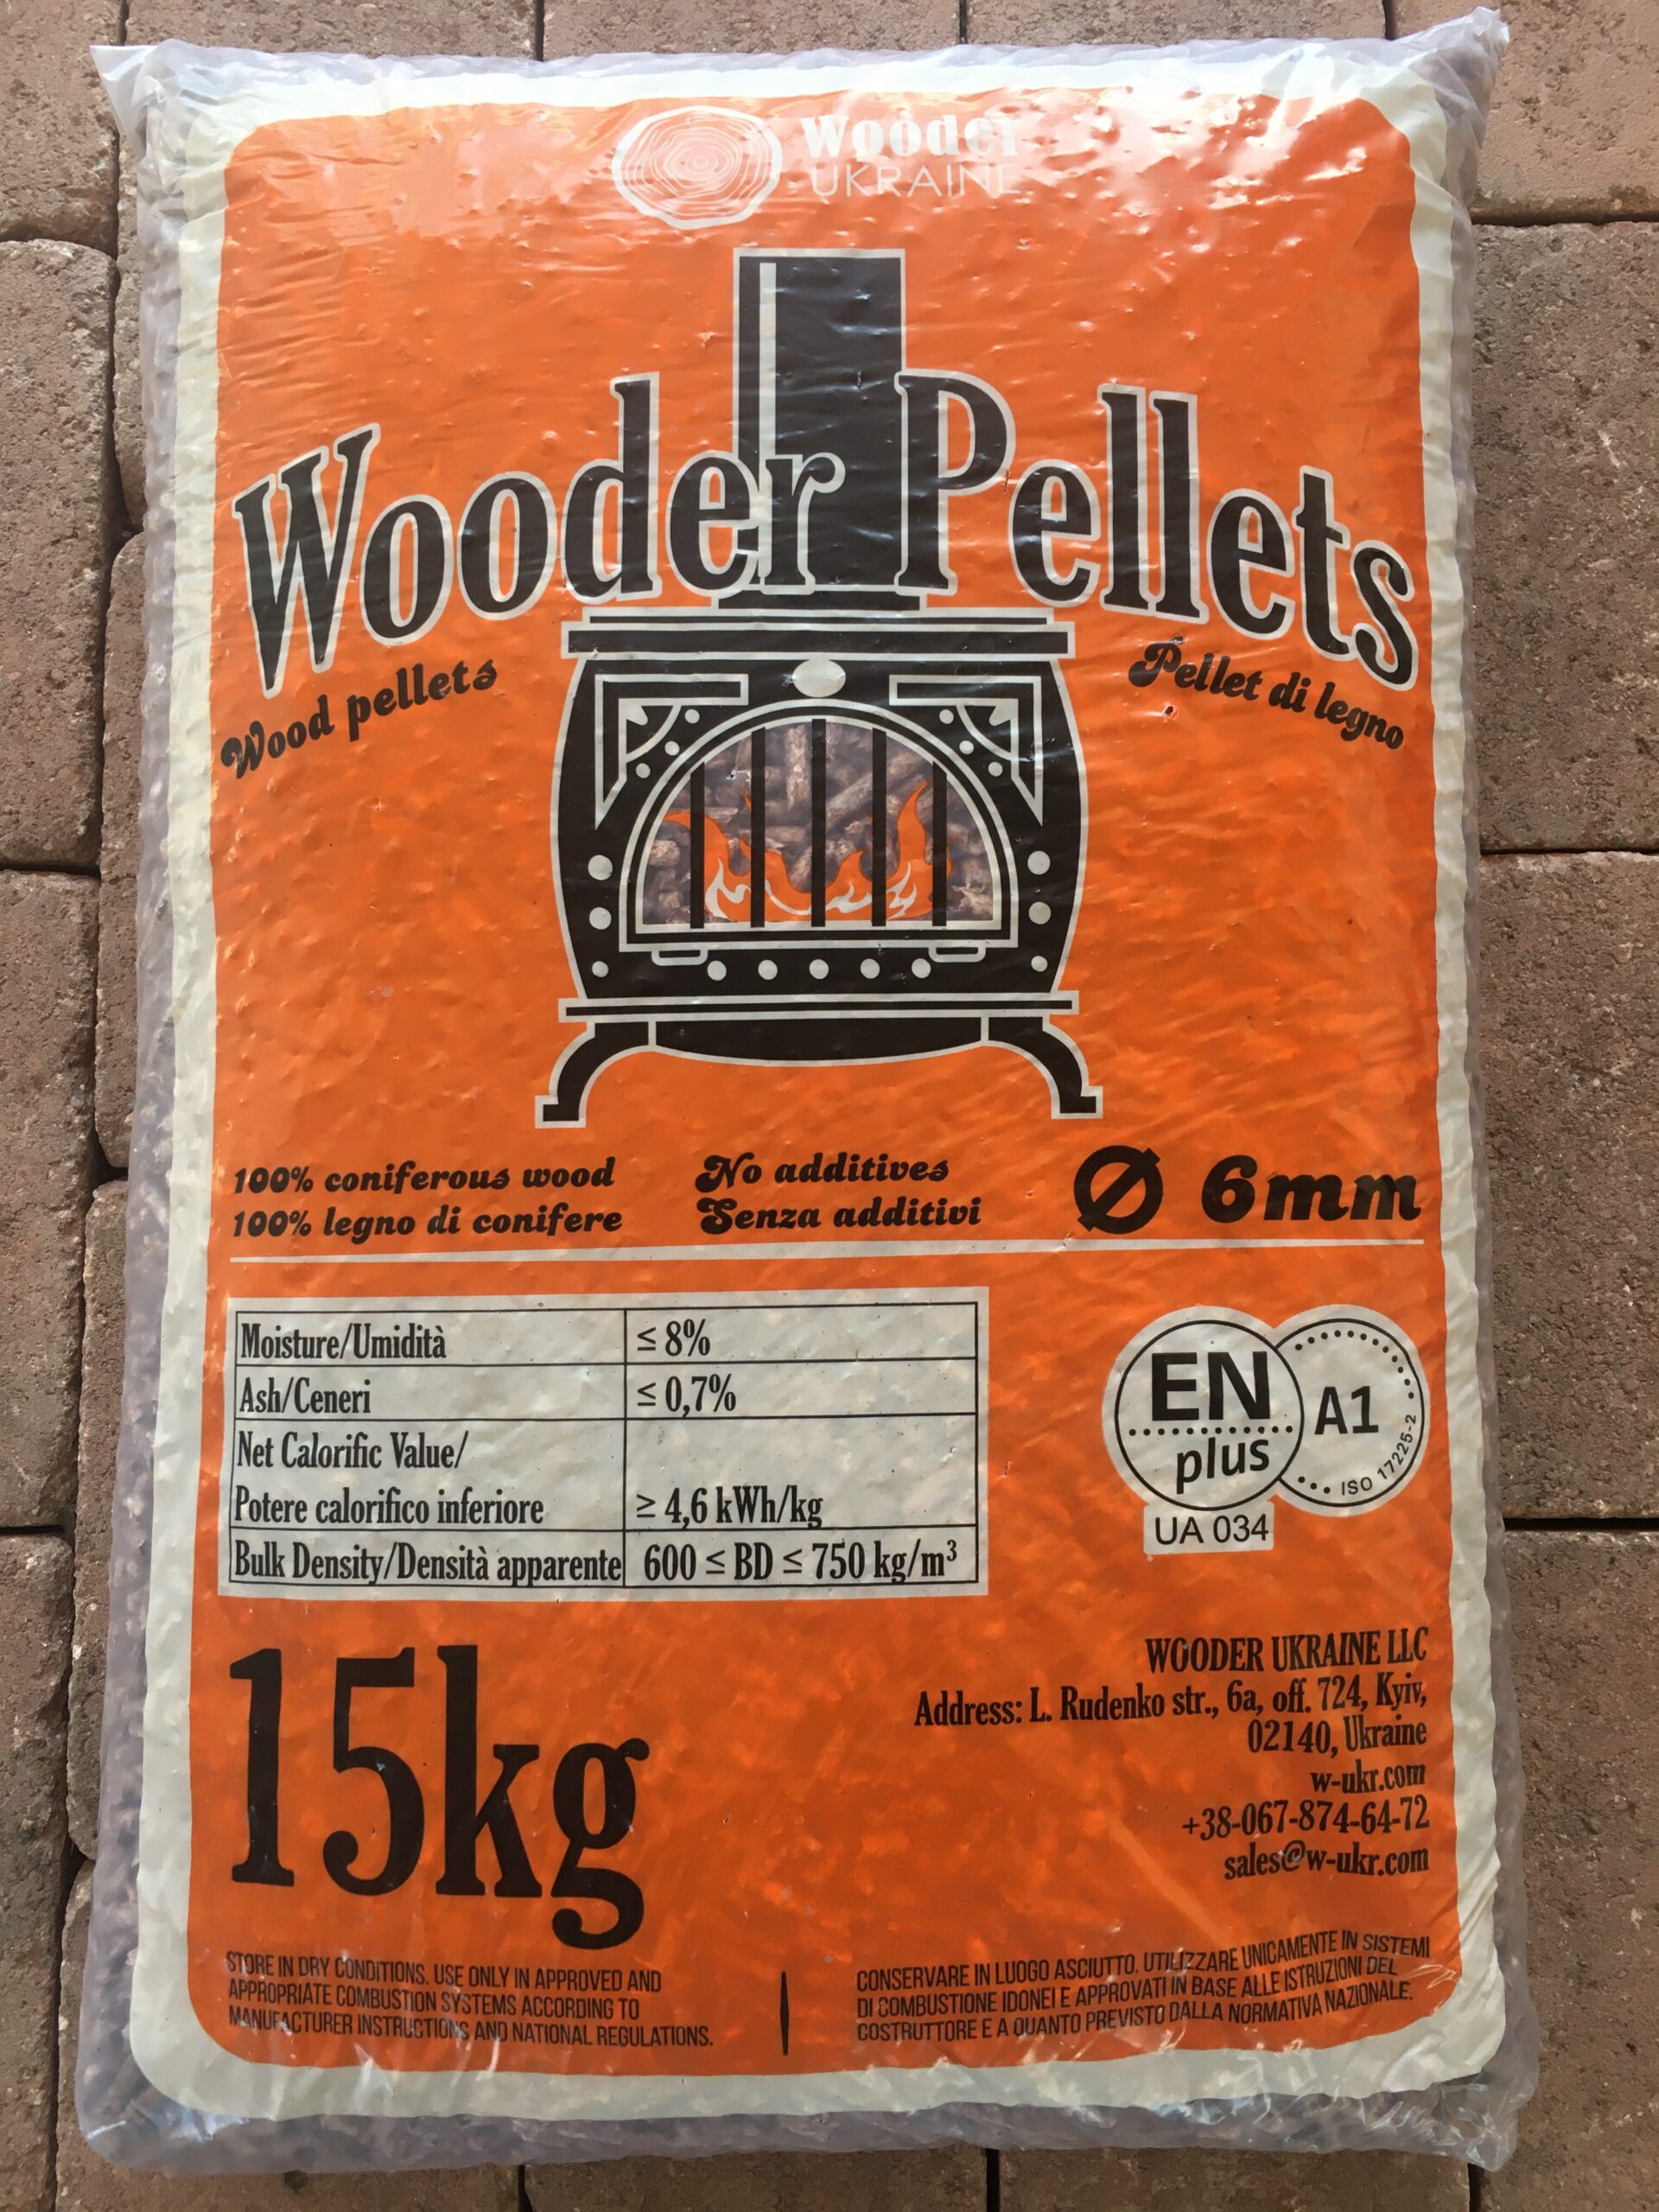 Wooder
UKRAINE
Wooder Pellets
Wood pellets
Pellet di legno
100% coniferous wood
100% legno di conifere
No additives
Senza additivi
Ø 6mm
Moisture/Umidità ≤ 8%
Ash/Ceneri ≤ 0,7%
Net Calorific Value/
Potere calorifico inferiore ≥ 4,6 kWh/kg
Bulk Density/Densità apparente 600 ≤ BD ≤ 750 kg/m³
EN
plus
A1
ISO 17225-2
UA 034
15kg
WOODER UKRAINE LLC
Address: L. Rudenko str., 6a, off. 724, Kyiv,
02140, Ukraine
w-ukr.com
+38-067-874-64-72
sales@w-ukr.com
STORE IN DRY CONDITIONS. USE ONLY IN APPROVED AND
APPROPRIATE COMBUSTION SYSTEMS ACCORDING TO
MANUFACTURER INSTRUCTIONS AND NATIONAL REGULATIONS.
CONSERVARE IN LUOGO ASCIUTTO. UTILIZZARE UNICAMENTE IN SISTEMI
DI COMBUSTIONE IDONEI E APPROVATI IN BASE ALLE ISTRUZIONI DEL
COSTRUTTORE E A QUANTO PREVISTO DALLA NORMATIVA NAZIONALE.